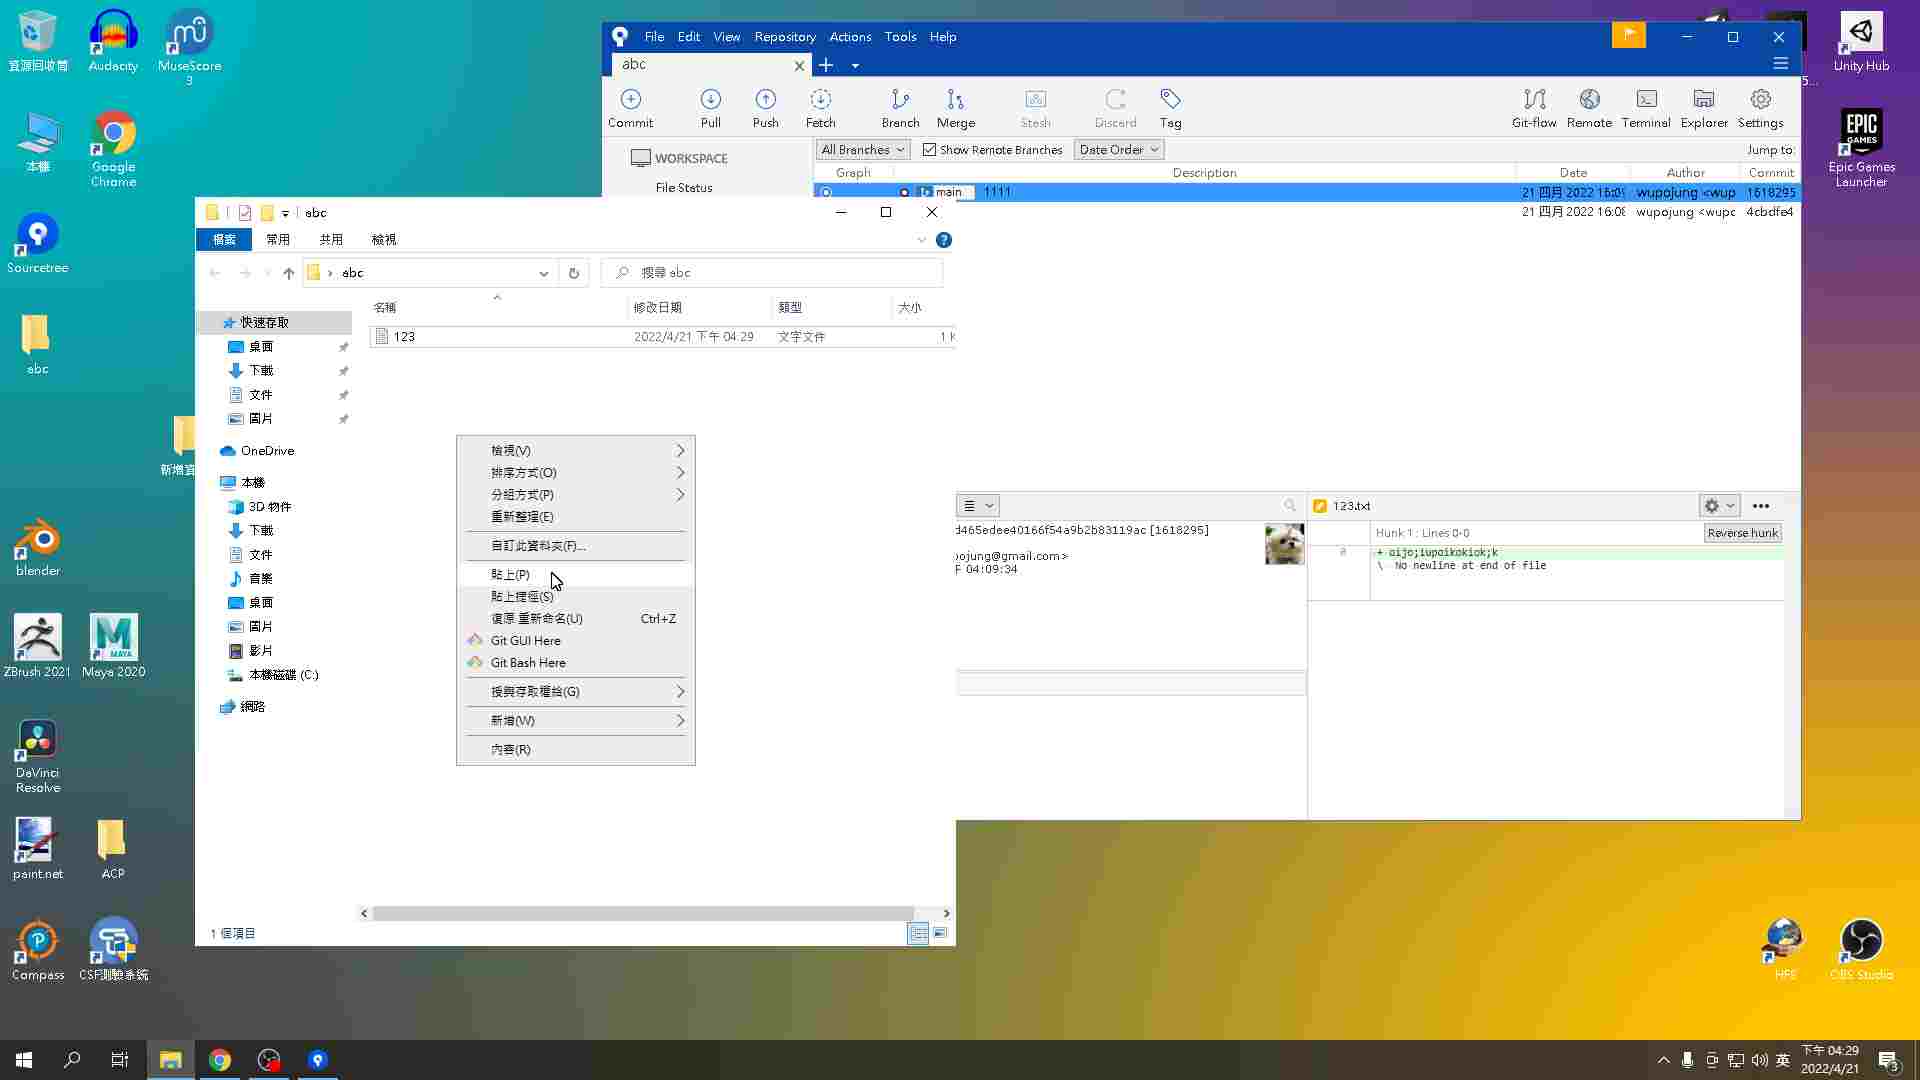 資源回收筒
Audacity
MuseScore 3
本機
Google Chrome
Sourcetree
abc
新增資
blender
ZBrush 2021
Maya 2020
DaVinci Resolve
paint.net
ACP
Compass
CSF測驗系統
Unity Hub
5...
EPIC GAMES
Epic Games Launcher
HFS
OBS Studio
File Edit View Repository Actions Tools Help
abc
Commit Pull Push Fetch Branch Merge Stash Discard Tag Git-flow Remote Terminal Explorer Settings
WORKSPACE
File Status
All Branches Show Remote Branches Date Order Jump to:
Graph Description Date Author Commit
main 1111 21 四月 2022 16:09 wupojung <wup 1618295
21 四月 2022 16:08 wupojung <wupc 4cbdfe4
abc
檔案 常用 共用 檢視
abc
搜尋 abc
名稱 修改日期 類型 大小
123 2022/4/21 下午 04:29 文字文件 1 K
快速存取
桌面
下載
文件
圖片
OneDrive
本機
3D 物件
下載
文件
音樂
桌面
圖片
影片
本機磁碟 (C:)
網路
1 個項目
檢視(V)
排序方式(O)
分組方式(P)
重新整理(E)
自訂此資料夾(F)...
貼上(P)
貼上捷徑(S)
復原 重新命名(U) Ctrl+Z
Git GUI Here
Git Bash Here
授與存取權給(G)
新增(W)
內容(R)
d465edee40166f54a9b2b83119ac [1618295]
ojung@gmail.com>
04:09:34
123.txt
Hunk 1 : Lines 0-0 Reverse hunk
+ oijo;iupoikokiok;k
\ No newline at end of file
英
下午 04:29
2022/4/21
3